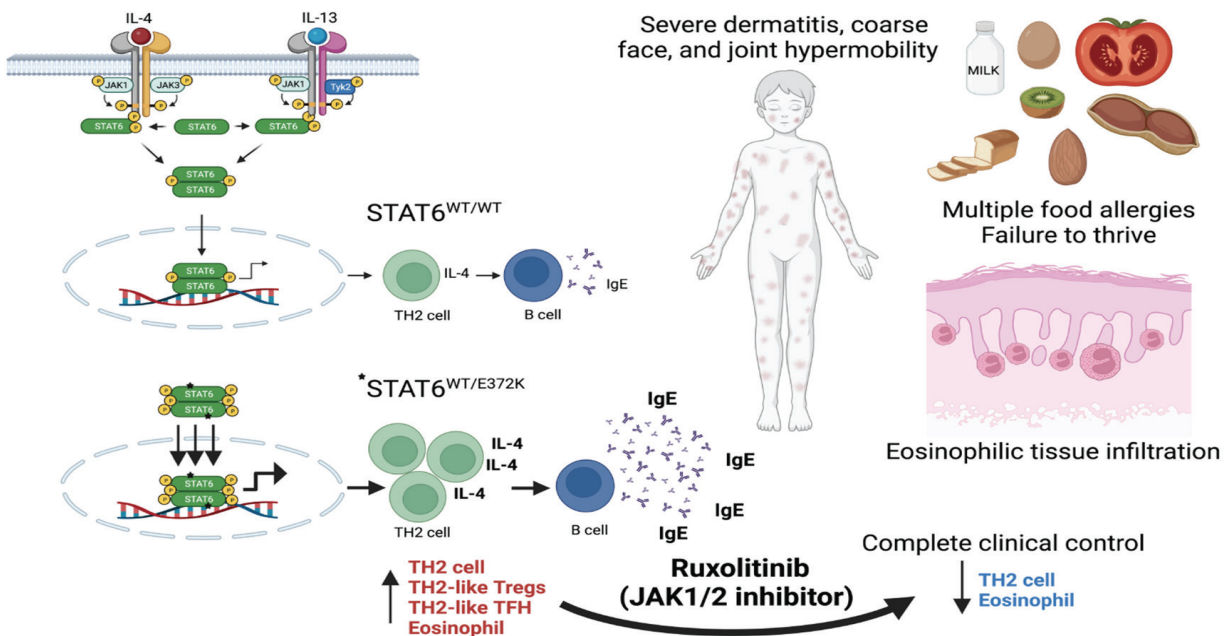 IL-4
IL-13
P
P
JAK1
JAK3
P
P
P
P
STAT6
P
STAT6
P
P
JAK1
Tyk2
P
P
P
P
STAT6
P
P
STAT6
P
STAT6
STAT6
P
STAT6
P
STAT6^WT/WT
IL-4
IgE
TH2 cell
B cell
P
*
P
P
STAT6
P
P
STAT6
P
*
*STAT6^WT/E372K
P
*
P
P
STAT6
P
P
STAT6
P
*
IL-4
IL-4
IL-4
TH2 cell
B cell
IgE
IgE
IgE
IgE
TH2 cell
TH2-like Tregs
TH2-like TFH
Eosinophil
Ruxolitinib
(JAK1/2 inhibitor)
Severe dermatitis, coarse
face, and joint hypermobility
MILK
Multiple food allergies
Failure to thrive
Eosinophilic tissue infiltration
Complete clinical control
TH2 cell
Eosinophil